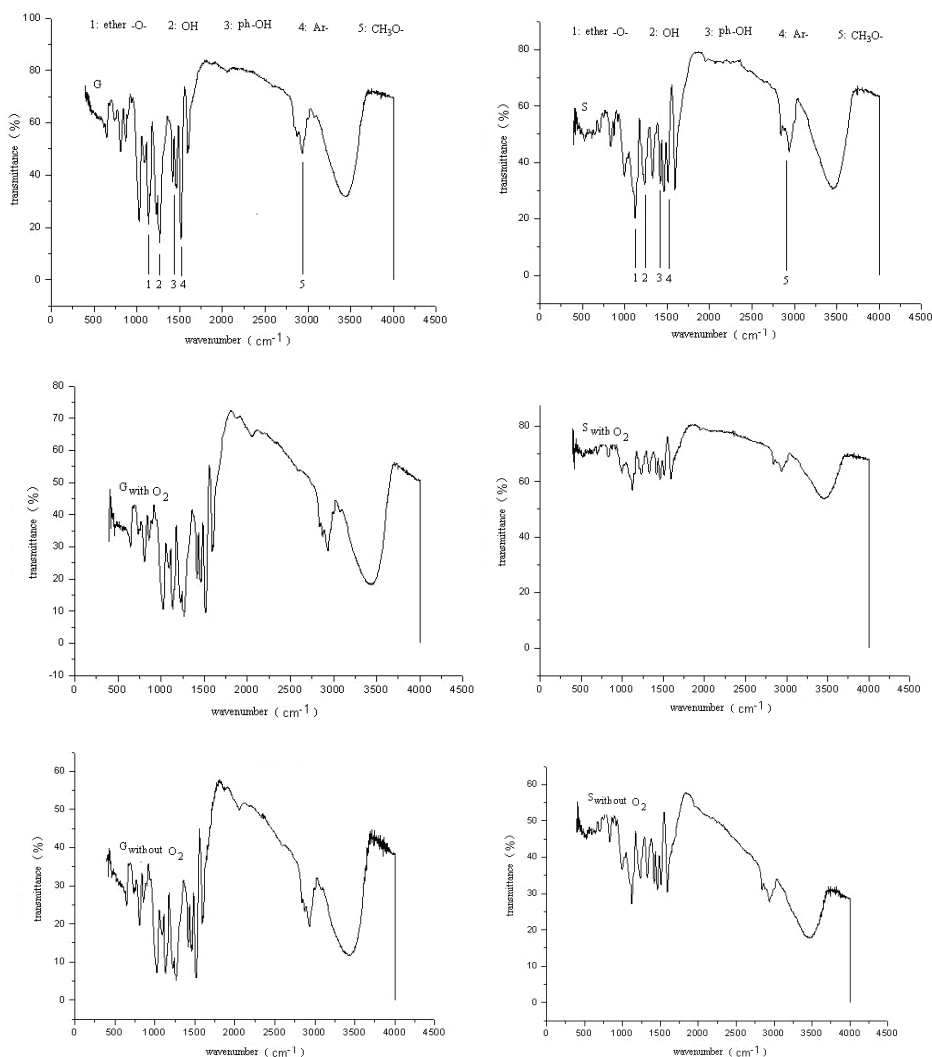 1: ether -O- 2: OH 3: ph-OH 4: Ar- 5: CH3O-
G
100
80
60
40
20
0
transmittance (%)
1 2 3 4 5
0 500 1000 1500 2000 2500 3000 3500 4000 4500
wavenumber (cm-1)
1: ether -O- 2: OH 3: ph-OH 4: Ar- 5: CH3O-
S
80
60
40
20
0
transmittance (%)
1 2 3 4 5
0 500 1000 1500 2000 2500 3000 3500 4000 4500
wavenumber (cm-1)
G with O2
80
70
60
50
40
30
20
10
0
-10
transmittance (%)
0 500 1000 1500 2000 2500 3000 3500 4000 4500
wavenumber (cm-1)
S with O2
80
60
40
20
0
transmittance (%)
0 500 1000 1500 2000 2500 3000 3500 4000 4500
wavenumber (cm-1)
G without O2
60
50
40
30
20
10
0
transmittance (%)
0 500 1000 1500 2000 2500 3000 3500 4000 4500
wavenumber (cm-1)
S without O2
60
50
40
30
20
10
0
transmittance (%)
0 500 1000 1500 2000 2500 3000 3500 4000 4500
wavenumber (cm-1)